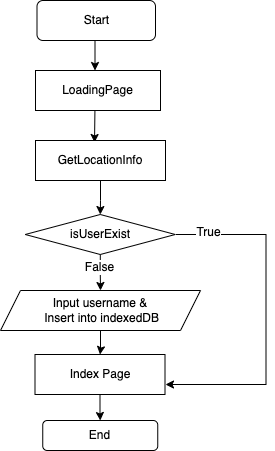 Start
LoadingPage
GetLocationInfo
isUserExist
True
False
Input username &
Insert into indexedDB
Index Page
End